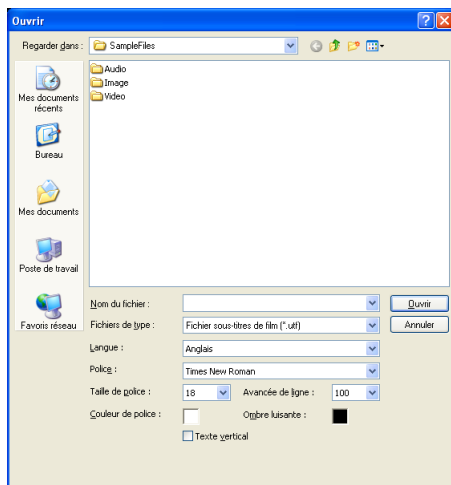 Ouvrir
Regarder dans :
SampleFiles
Mes documents récents
Bureau
Mes documents
Poste de travail
Favoris réseau
Audio
Image
Video
Nom du fichier :
Ouvrir
Fichiers de type :
Fichier sous-titres de film (*.utf)
Annuler
Langue :
Anglais
Police :
Times New Roman
Taille de police :
18
Avancée de ligne :
100
Couleur de police :
Ombre luisante :
Texte vertical